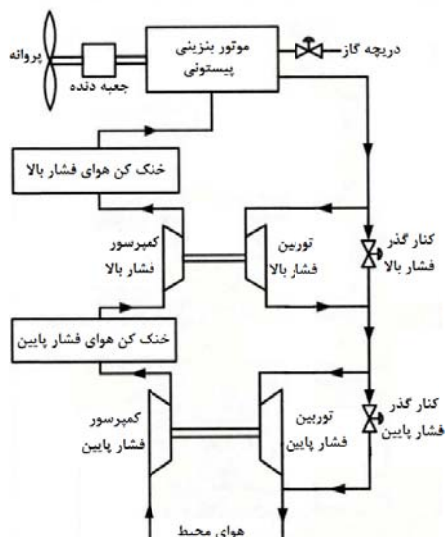 موتور بنزینی
پیستونی
دریچه گاز
پروانه
جعبه دنده
خنک کن هوای فشار بالا
کمپرسور
فشار بالا
توربین
فشار بالا
کنار گذر
فشار بالا
خنک کن هوای فشار پایین
کمپرسور
فشار پایین
توربین
فشار پایین
کنار گذر
فشار پایین
هوای محیط